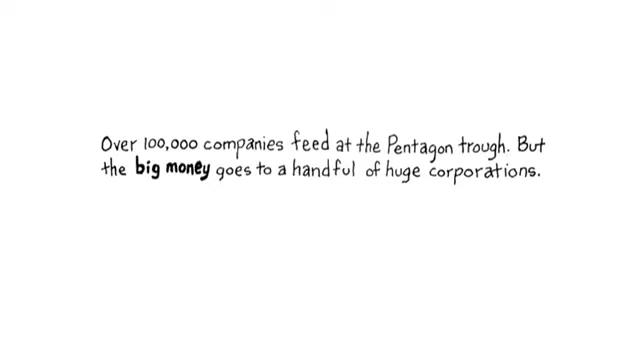 Over 100,000 companies feed at the Pentagon trough. But
the big money goes to a handful of huge corporations.